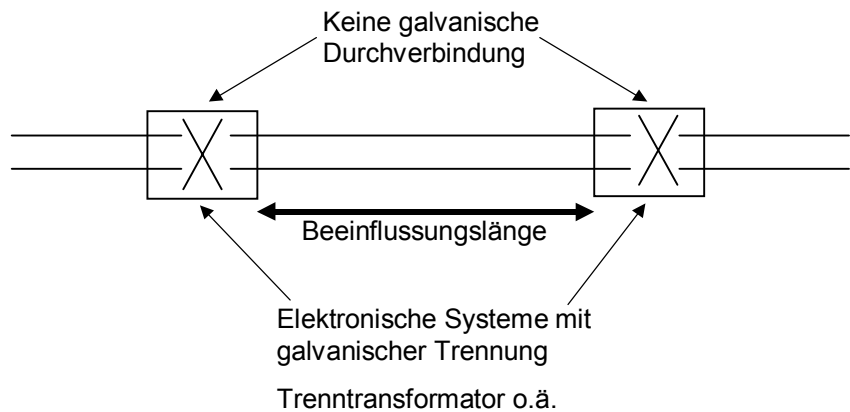 Keine galvanische
Durchverbindung
Beeinflussungslänge
Elektronische Systeme mit
galvanischer Trennung
Trenntransformator o.ä.